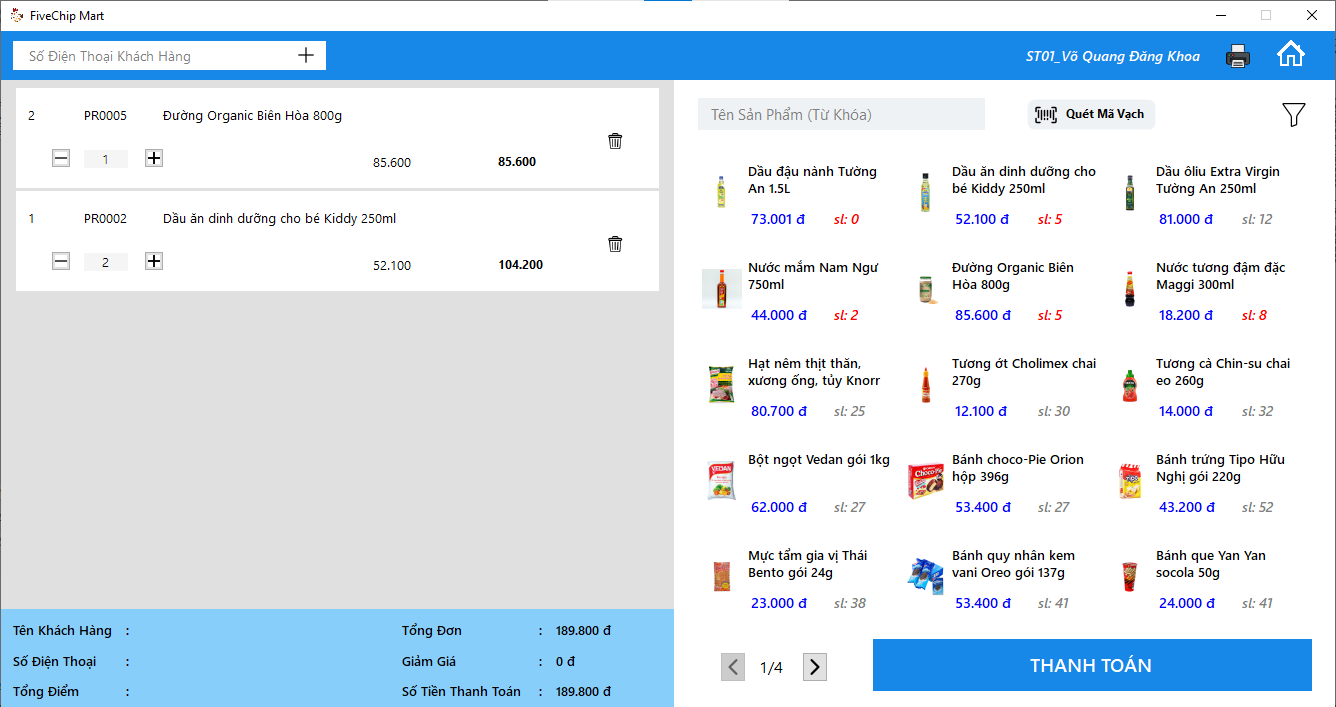 FiveChip Mart
Số Điện Thoại Khách Hàng
ST01_Võ Quang Đăng Khoa
2 PR0005 Đường Organic Biên Hòa 800g
1 85.600 85.600
1 PR0002 Dầu ăn dinh dưỡng cho bé Kiddy 250ml
2 52.100 104.200
Tên Khách Hàng :
Số Điện Thoại :
Tổng Điểm :
Tổng Đơn : 189.800 đ
Giảm Giá : 0 đ
Số Tiền Thanh Toán : 189.800 đ
Tên Sản Phẩm (Từ Khóa)
Quét Mã Vạch
Dầu đậu nành Tường
An 1.5L
73.001 đ sl: 0
Dầu ăn dinh dưỡng cho
bé Kiddy 250ml
52.100 đ sl: 5
Dầu ôliu Extra Virgin
Tường An 250ml
81.000 đ sl: 12
Nước mắm Nam Ngư
750ml
44.000 đ sl: 2
Đường Organic Biên
Hòa 800g
85.600 đ sl: 5
Nước tương đậm đặc
Maggi 300ml
18.200 đ sl: 8
Hạt nêm thịt thăn,
xương ống, tủy Knorr
80.700 đ sl: 25
Tương ớt Cholimex chai
270g
12.100 đ sl: 30
Tương cà Chin-su chai
eo 260g
14.000 đ sl: 32
VEDAN
Bột ngọt Vedan gói 1kg
62.000 đ sl: 27
Bánh choco-Pie Orion
hộp 396g
53.400 đ sl: 27
Bánh trứng Tipo Hữu
Nghị gói 220g
43.200 đ sl: 52
Mực tẩm gia vị Thái
Bento gói 24g
23.000 đ sl: 38
Bánh quy nhân kem
vani Oreo gói 137g
53.400 đ sl: 41
Bánh que Yan Yan
socola 50g
24.000 đ sl: 41
1/4
THANH TOÁN